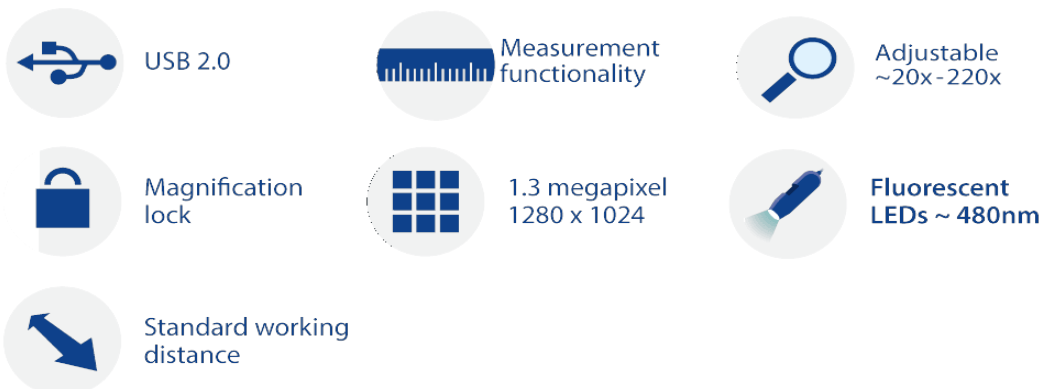 USB 2.0
Measurement
functionality
Adjustable
~20x-220x
Magnification
lock
1.3 megapixel
1280 x 1024
Fluorescent
LEDs ~ 480nm
Standard working
distance